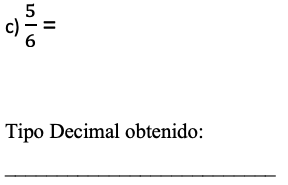 c) 5/6 =
Tipo Decimal obtenido: